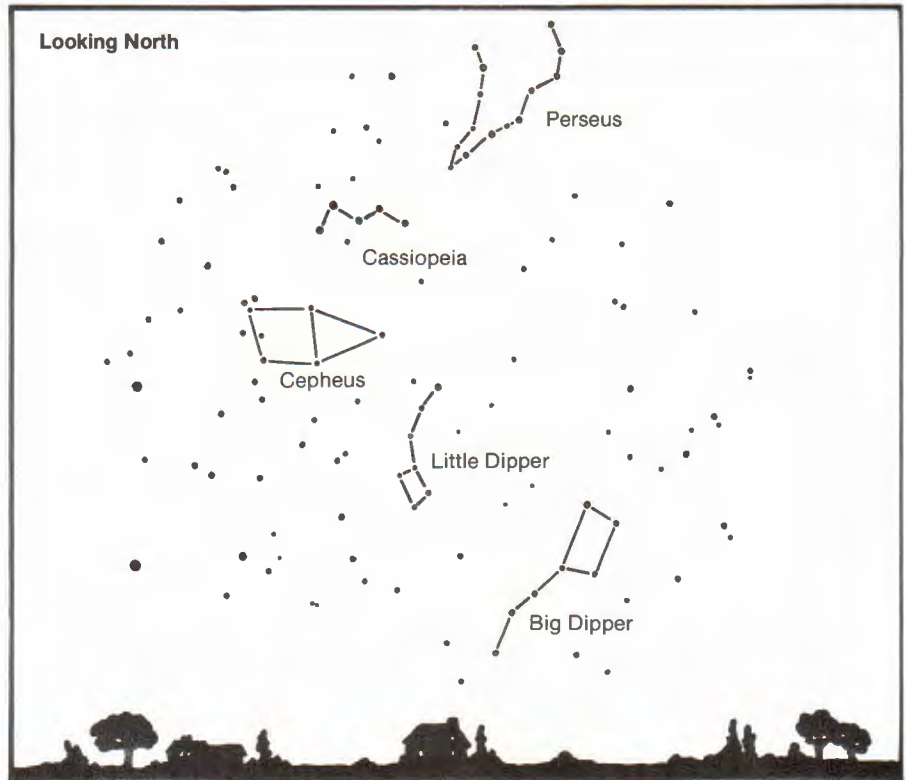 Looking North
Perseus
Cassiopeia
Cepheus
Little Dipper
Big Dipper